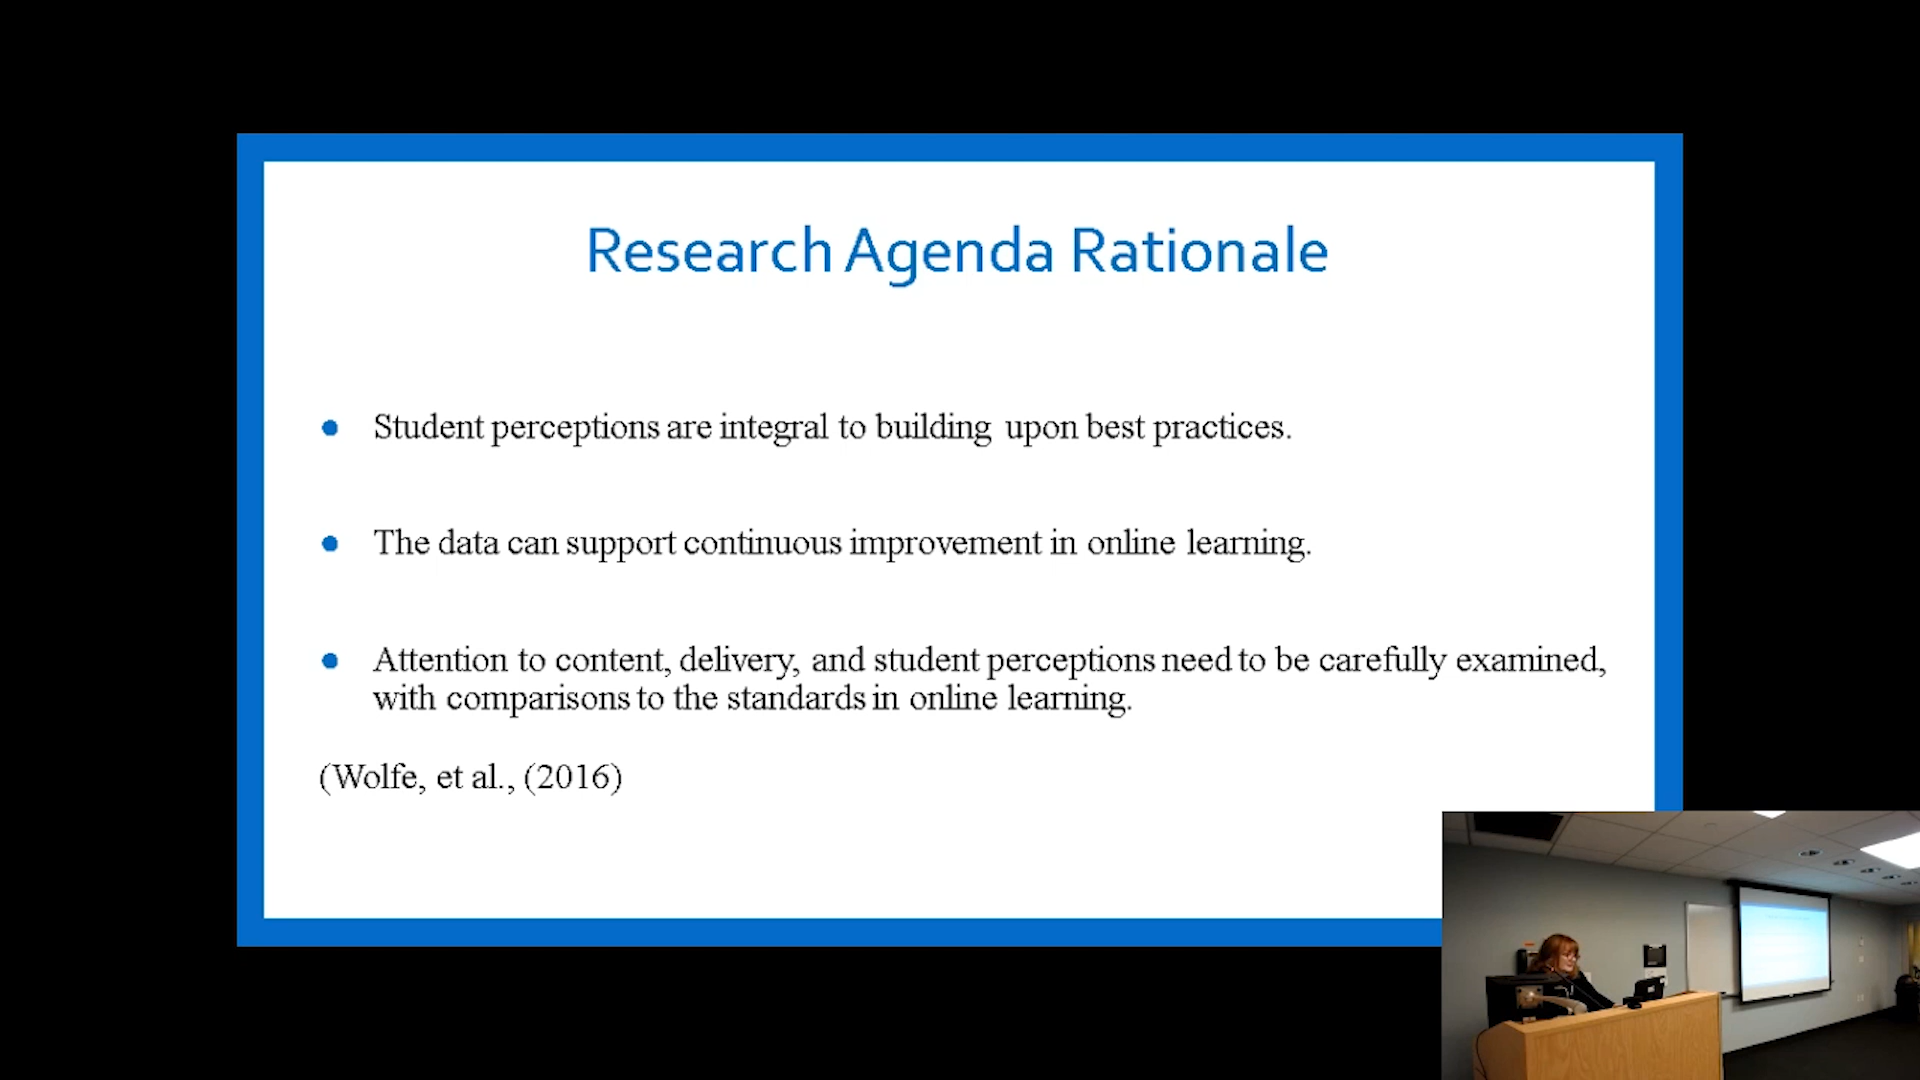 Research Agenda Rationale
Student perceptions are integral to building upon best practices.
The data can support continuous improvement in online learning.
Attention to content, delivery, and student perceptions need to be carefully examined,
with comparisons to the standards in online learning.
(Wolfe, et al., (2016)